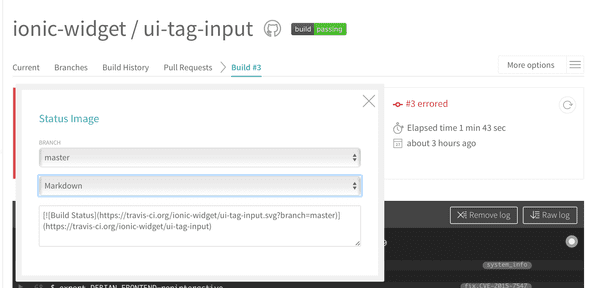 ionic-widget / ui-tag-input build passing
Current Branches Build History Pull Requests Build #3 More options
Status Image
BRANCH
master
Markdown
[![Build Status](https://travis-ci.org/ionic-widget/ui-tag-input.svg?branch=master)]
(https://travis-ci.org/ionic-widget/ui-tag-input)
#3 errored
Elapsed time 1 min 43 sec
about 3 hours ago
Remove log Raw log
system_info
fix.CVE-2015-7547
$ export DEBIAN_FRONTEND=noninteractive